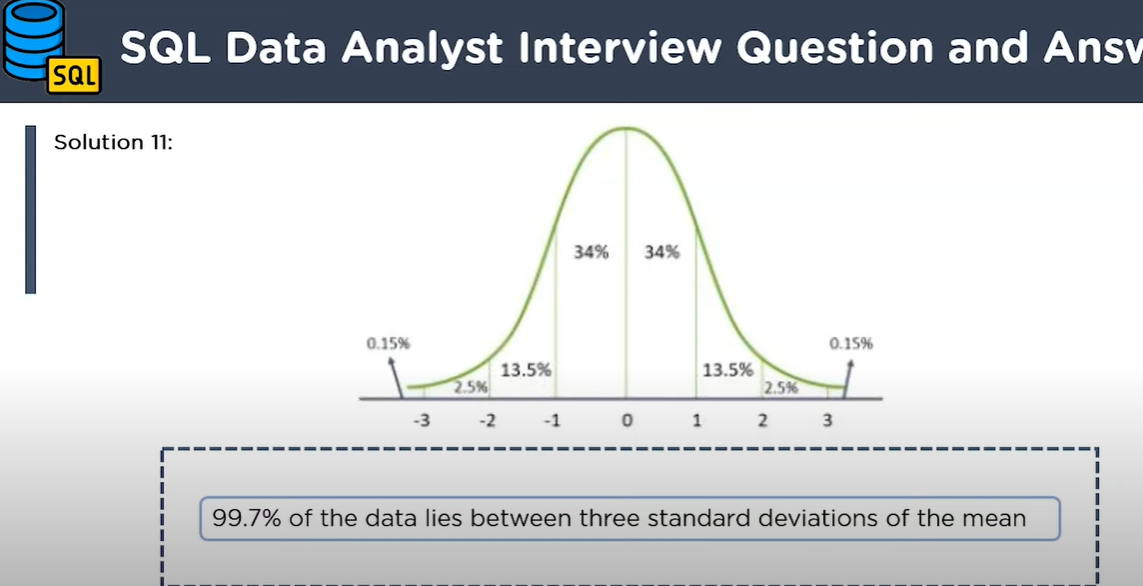 SQL
SQL Data Analyst Interview Question and Answ
Solution 11:
34% 34%
0.15% 0.15%
13.5% 13.5%
2.5% 2.5%
-3 -2 -1 0 1 2 3
99.7% of the data lies between three standard deviations of the mean